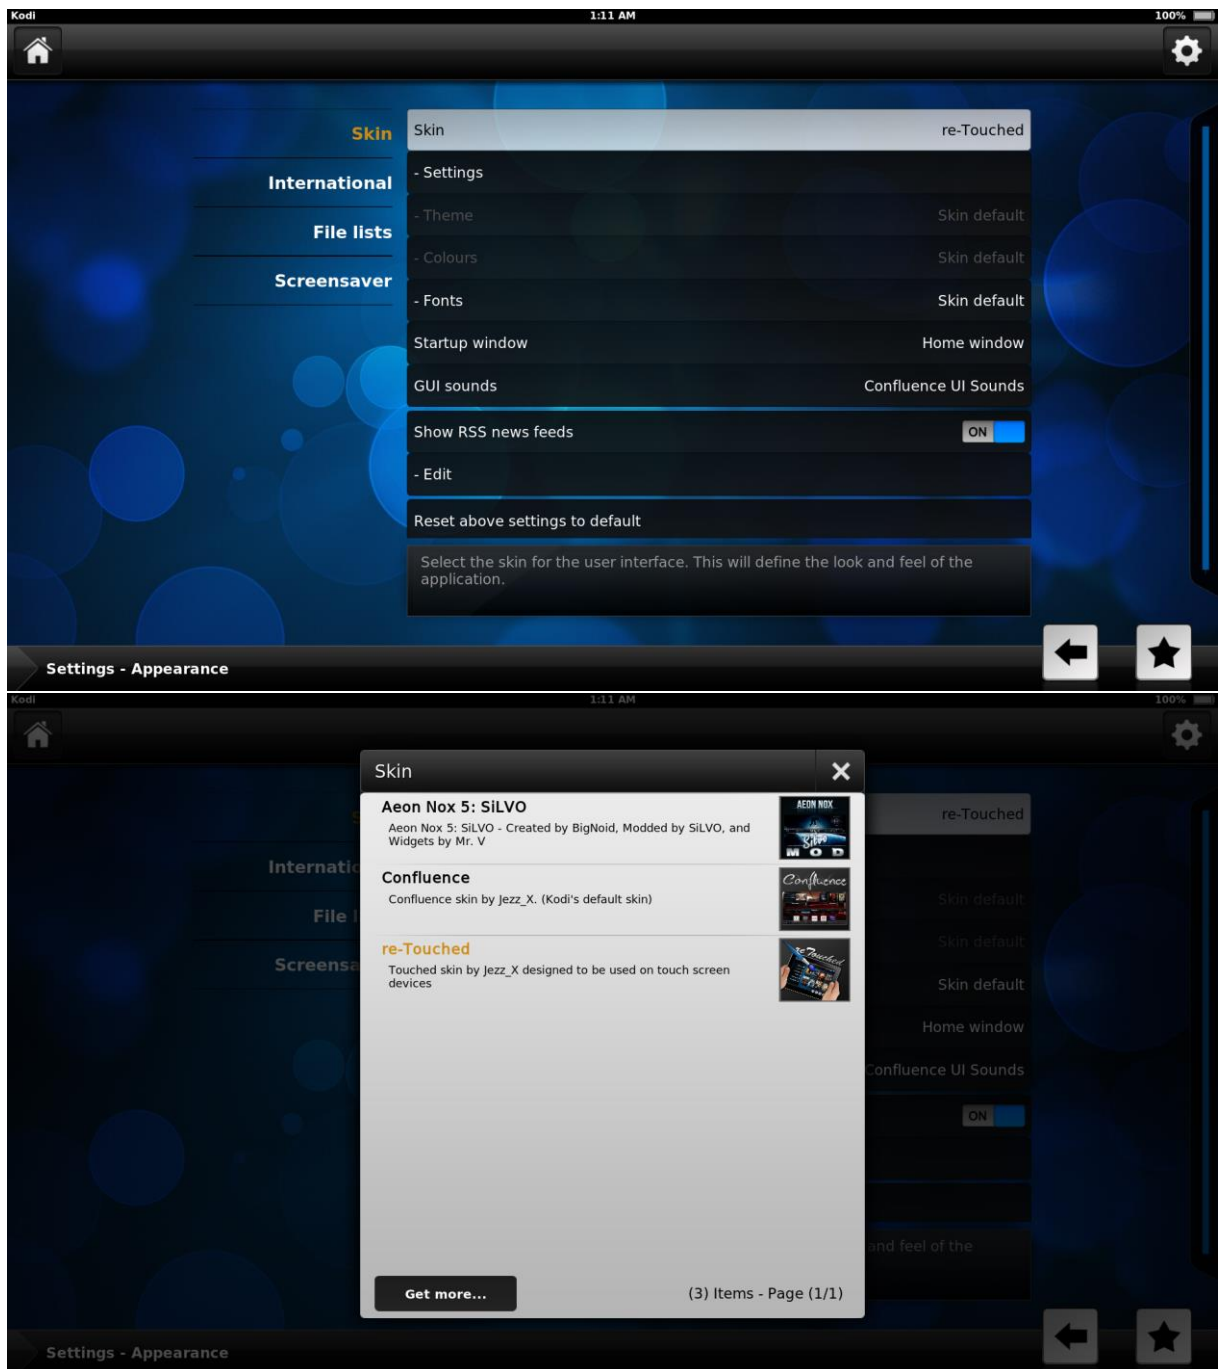 Kodi
1:11 AM
100%
Skin
International
File lists
Screensaver
Skin re-Touched
- Settings
- Theme Skin default
- Colours Skin default
- Fonts Skin default
Startup window Home window
GUI sounds Confluence UI Sounds
Show RSS news feeds ON
- Edit
Reset above settings to default
Select the skin for the user interface. This will define the look and feel of the
application.
Settings - Appearance
Kodi
1:11 AM
100%
Skin
Aeon Nox 5: SiLVO
Aeon Nox 5: SiLVO - Created by BigNoid, Modded by SiLVO, and
Widgets by Mr. V
AEON NOX
SiLVO
MOD
Confluence
Confluence skin by Jezz_X. (Kodi's default skin)
Confluence
re-Touched
Touched skin by Jezz_X designed to be used on touch screen
devices
re-Touched
Get more...
(3) Items - Page (1/1)
S
Internatio
File l
Screensa
re-Touched
Skin default
Skin default
Skin default
Home window
Confluence UI Sounds
ON
and feel of the
Settings - Appearance